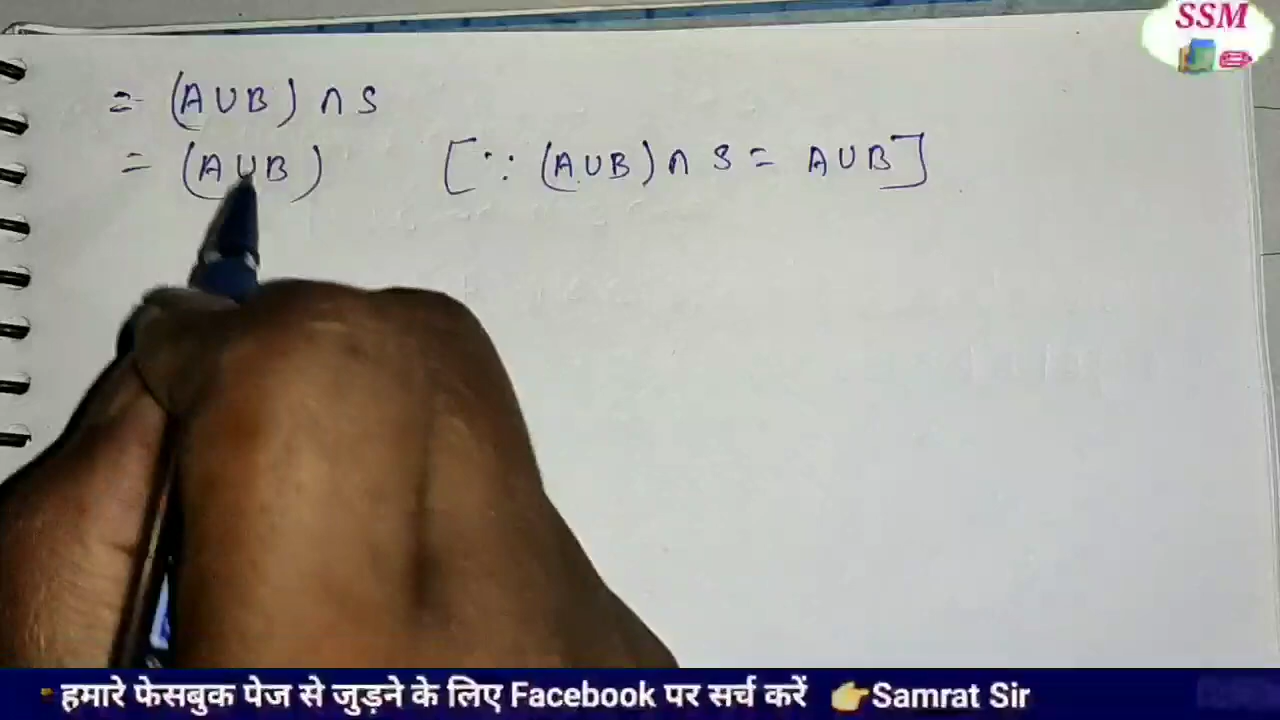 SSM
= (A∪B) ∩ S
= (A∪B) [∵ (A∪B) ∩ S = A∪B]
हमारे फेसबुक पेज से जुड़ने के लिए Facebook पर सर्च करें 👉Samrat Sir